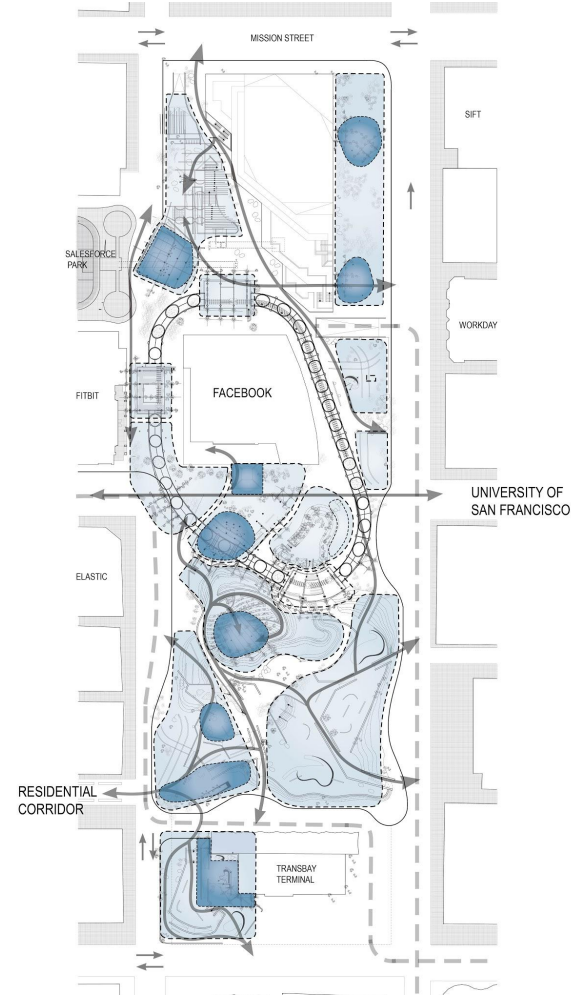 MISSION STREET
SIFT
SALESFORCE
PARK
WORKDAY
FITBIT
FACEBOOK
UNIVERSITY OF
SAN FRANCISCO
ELASTIC
RESIDENTIAL
CORRIDOR
TRANSBAY
TERMINAL